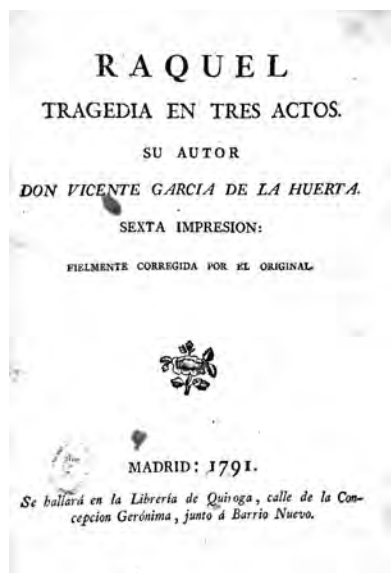 RAQUEL
TRAGEDIA EN TRES ACTOS.
SU AUTOR
DON VICENTE GARCIA DE LA HUERTA.
SEXTA IMPRESION:
FIELMENTE CORREGIDA POR EL ORIGINAL.
MADRID: 1791.
Se hallará en la Librería de Quiroga, calle de la Con-
cepcion Gerónima, junto á Barrio Nuevo.